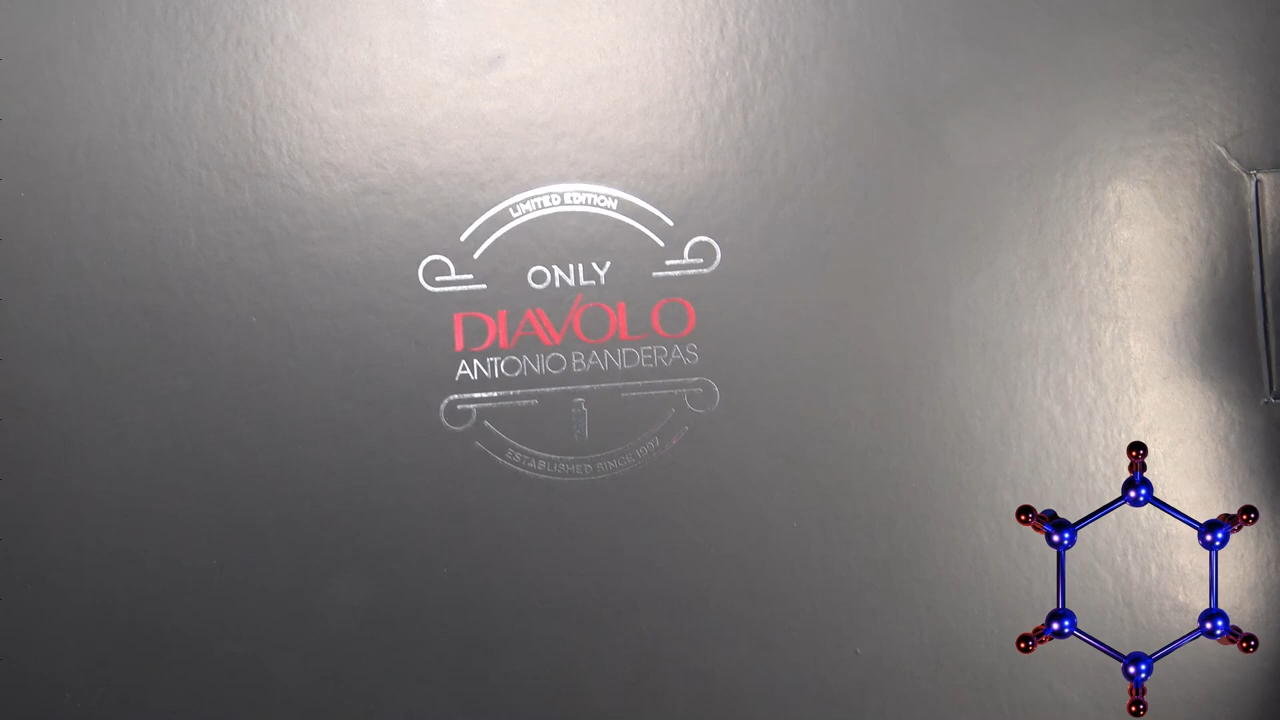 LIMITED EDITION
ONLY
DIAVOLO
ANTONIO BANDERAS
ESTABLISHED SINCE 1997